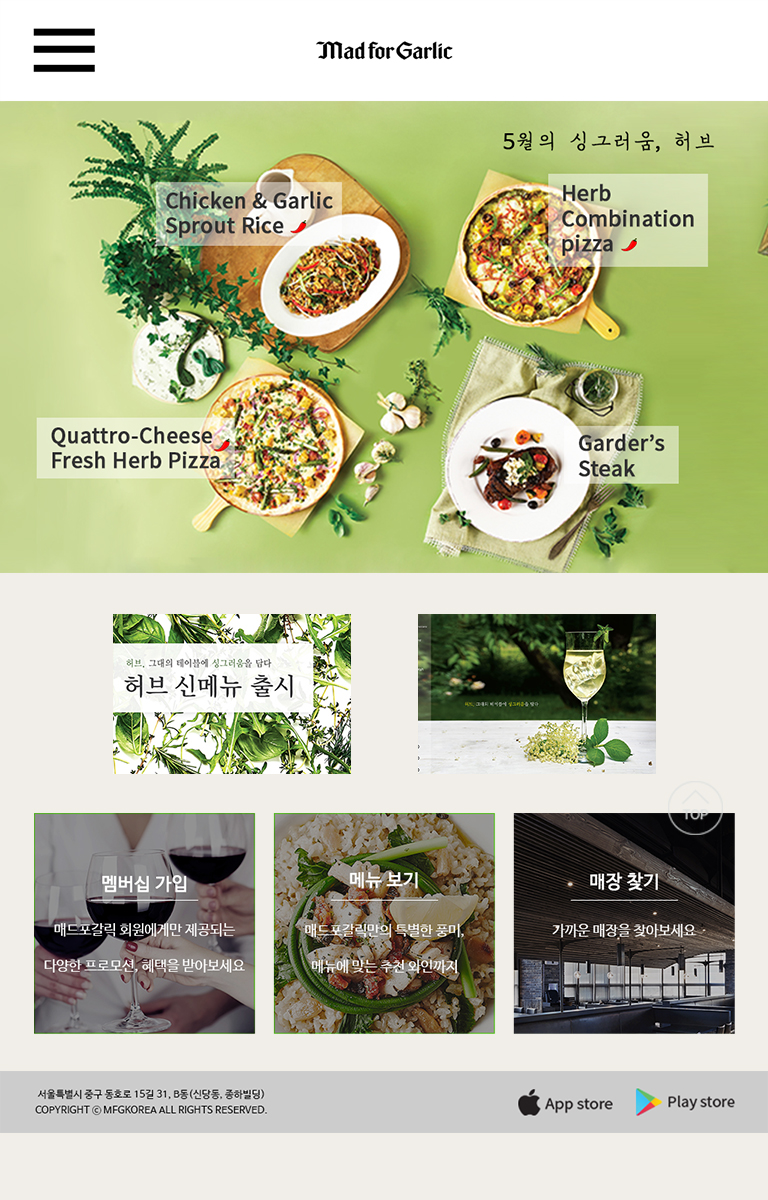 Mad for Garlic
5월의 싱그러움, 허브
Chicken & Garlic
Sprout Rice
Herb
Combination
pizza
Quattro-Cheese
Fresh Herb Pizza
Garder's
Steak
허브, 그대의 테이블에 싱그러움을 담다
허브 신메뉴 출시
허브, 그대의 테이블에 싱그러움을 담다
TOP
멤버십 가입
매드포갈릭 회원에게만 제공되는
다양한 프로모션, 혜택을 받아보세요
메뉴 보기
매드포갈릭만의 특별한 풍미,
메뉴에 맞는 추천 와인까지
매장 찾기
가까운 매장을 찾아보세요
서울특별시 중구 동호로 15길 31, B동(신당동, 종하빌딩)
COPYRIGHT ⓒ MFGKOREA ALL RIGHTS RESERVED.
App store
Play store